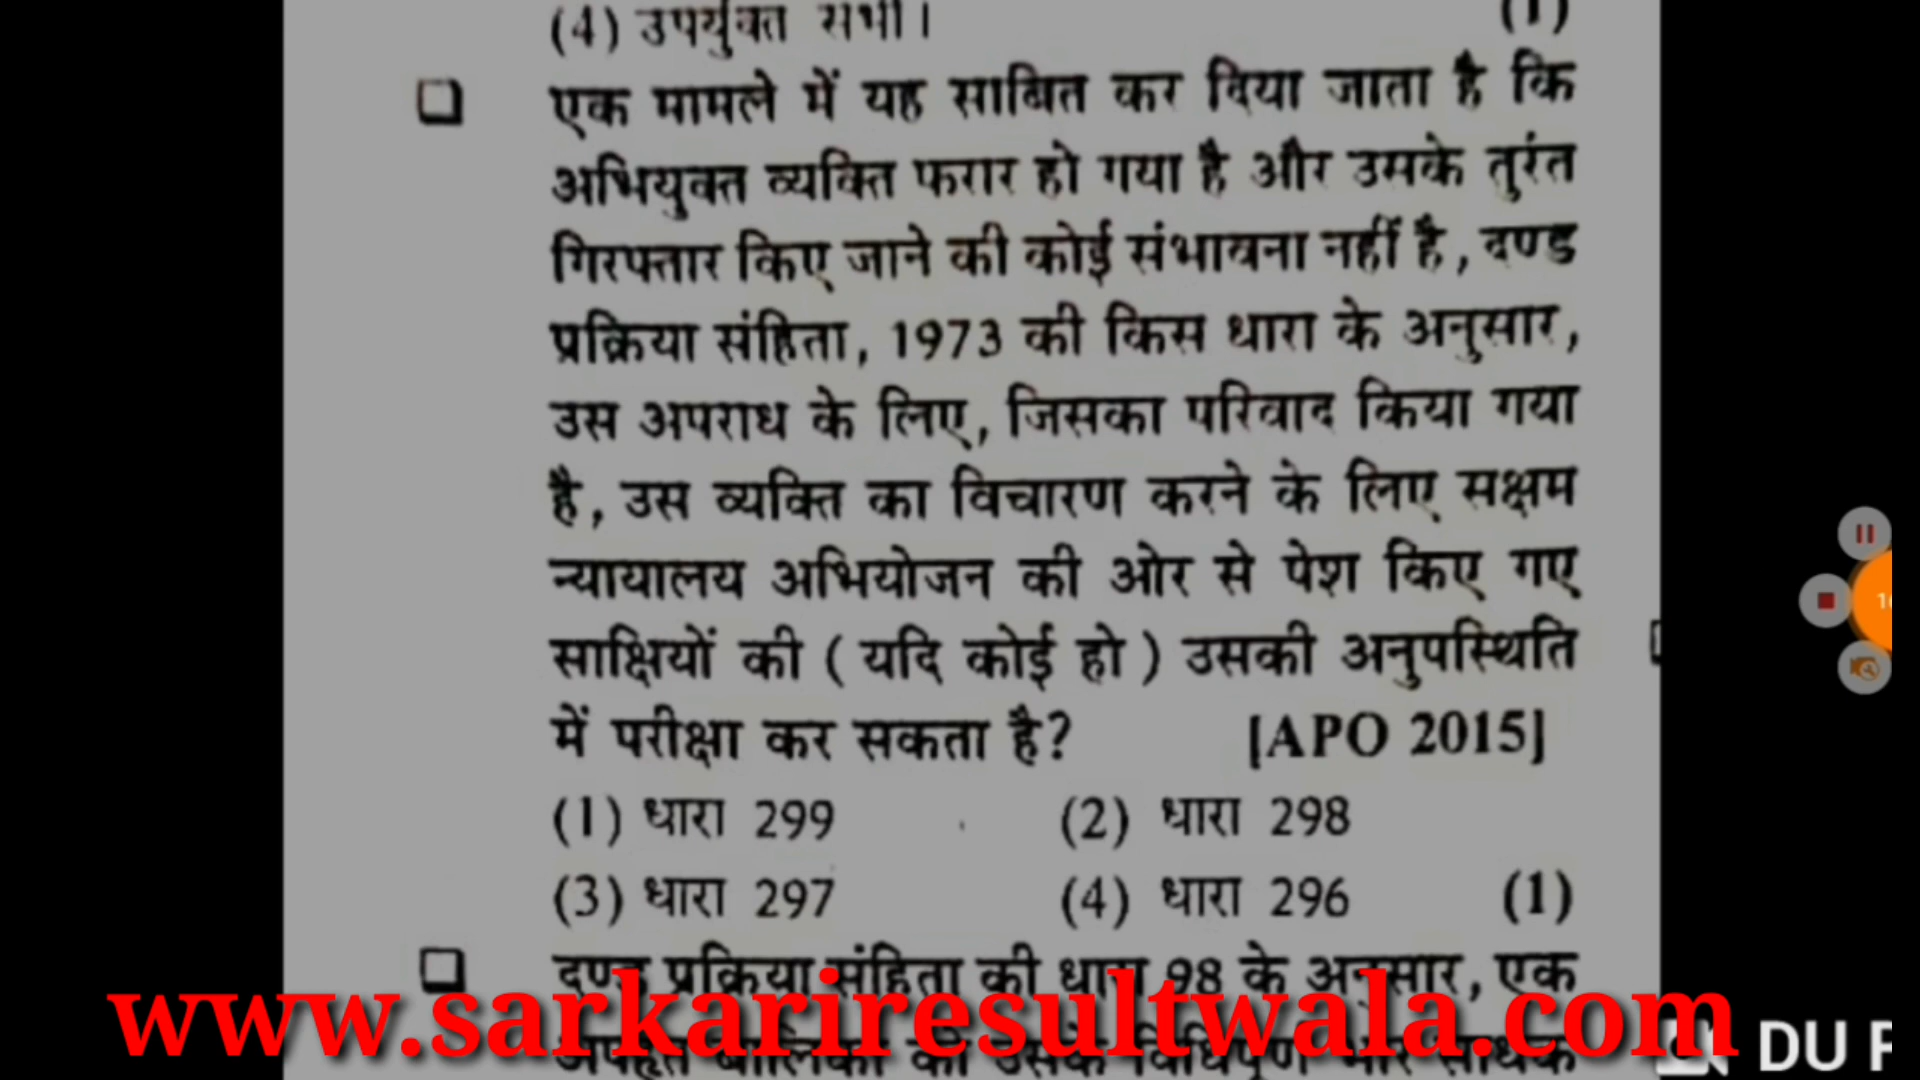 (4) उपर्युक्त सभी। (1)
❑ एक मामले में यह साबित कर दिया जाता है कि
अभियुक्त व्यक्ति फरार हो गया है और उसके तुरंत
गिरफ्तार किए जाने की कोई संभावना नहीं है, दण्ड
प्रक्रिया संहिता, 1973 की किस धारा के अनुसार,
उस अपराध के लिए, जिसका परिवाद किया गया
है, उस व्यक्ति का विचारण करने के लिए सक्षम
न्यायालय अभियोजन की ओर से पेश किए गए
साक्षियों की ( यदि कोई हो ) उसकी अनुपस्थिति
में परीक्षा कर सकता है? [APO 2015]
(1) धारा 299 (2) धारा 298
(3) धारा 297 (4) धारा 296 (1)
❑ दण्ड प्रक्रिया संहिता की धारा 98 के अनुसार, एक
www.sarkariresultwala.com
अपहृत बालिका को उसके विधिपूर्ण
DU